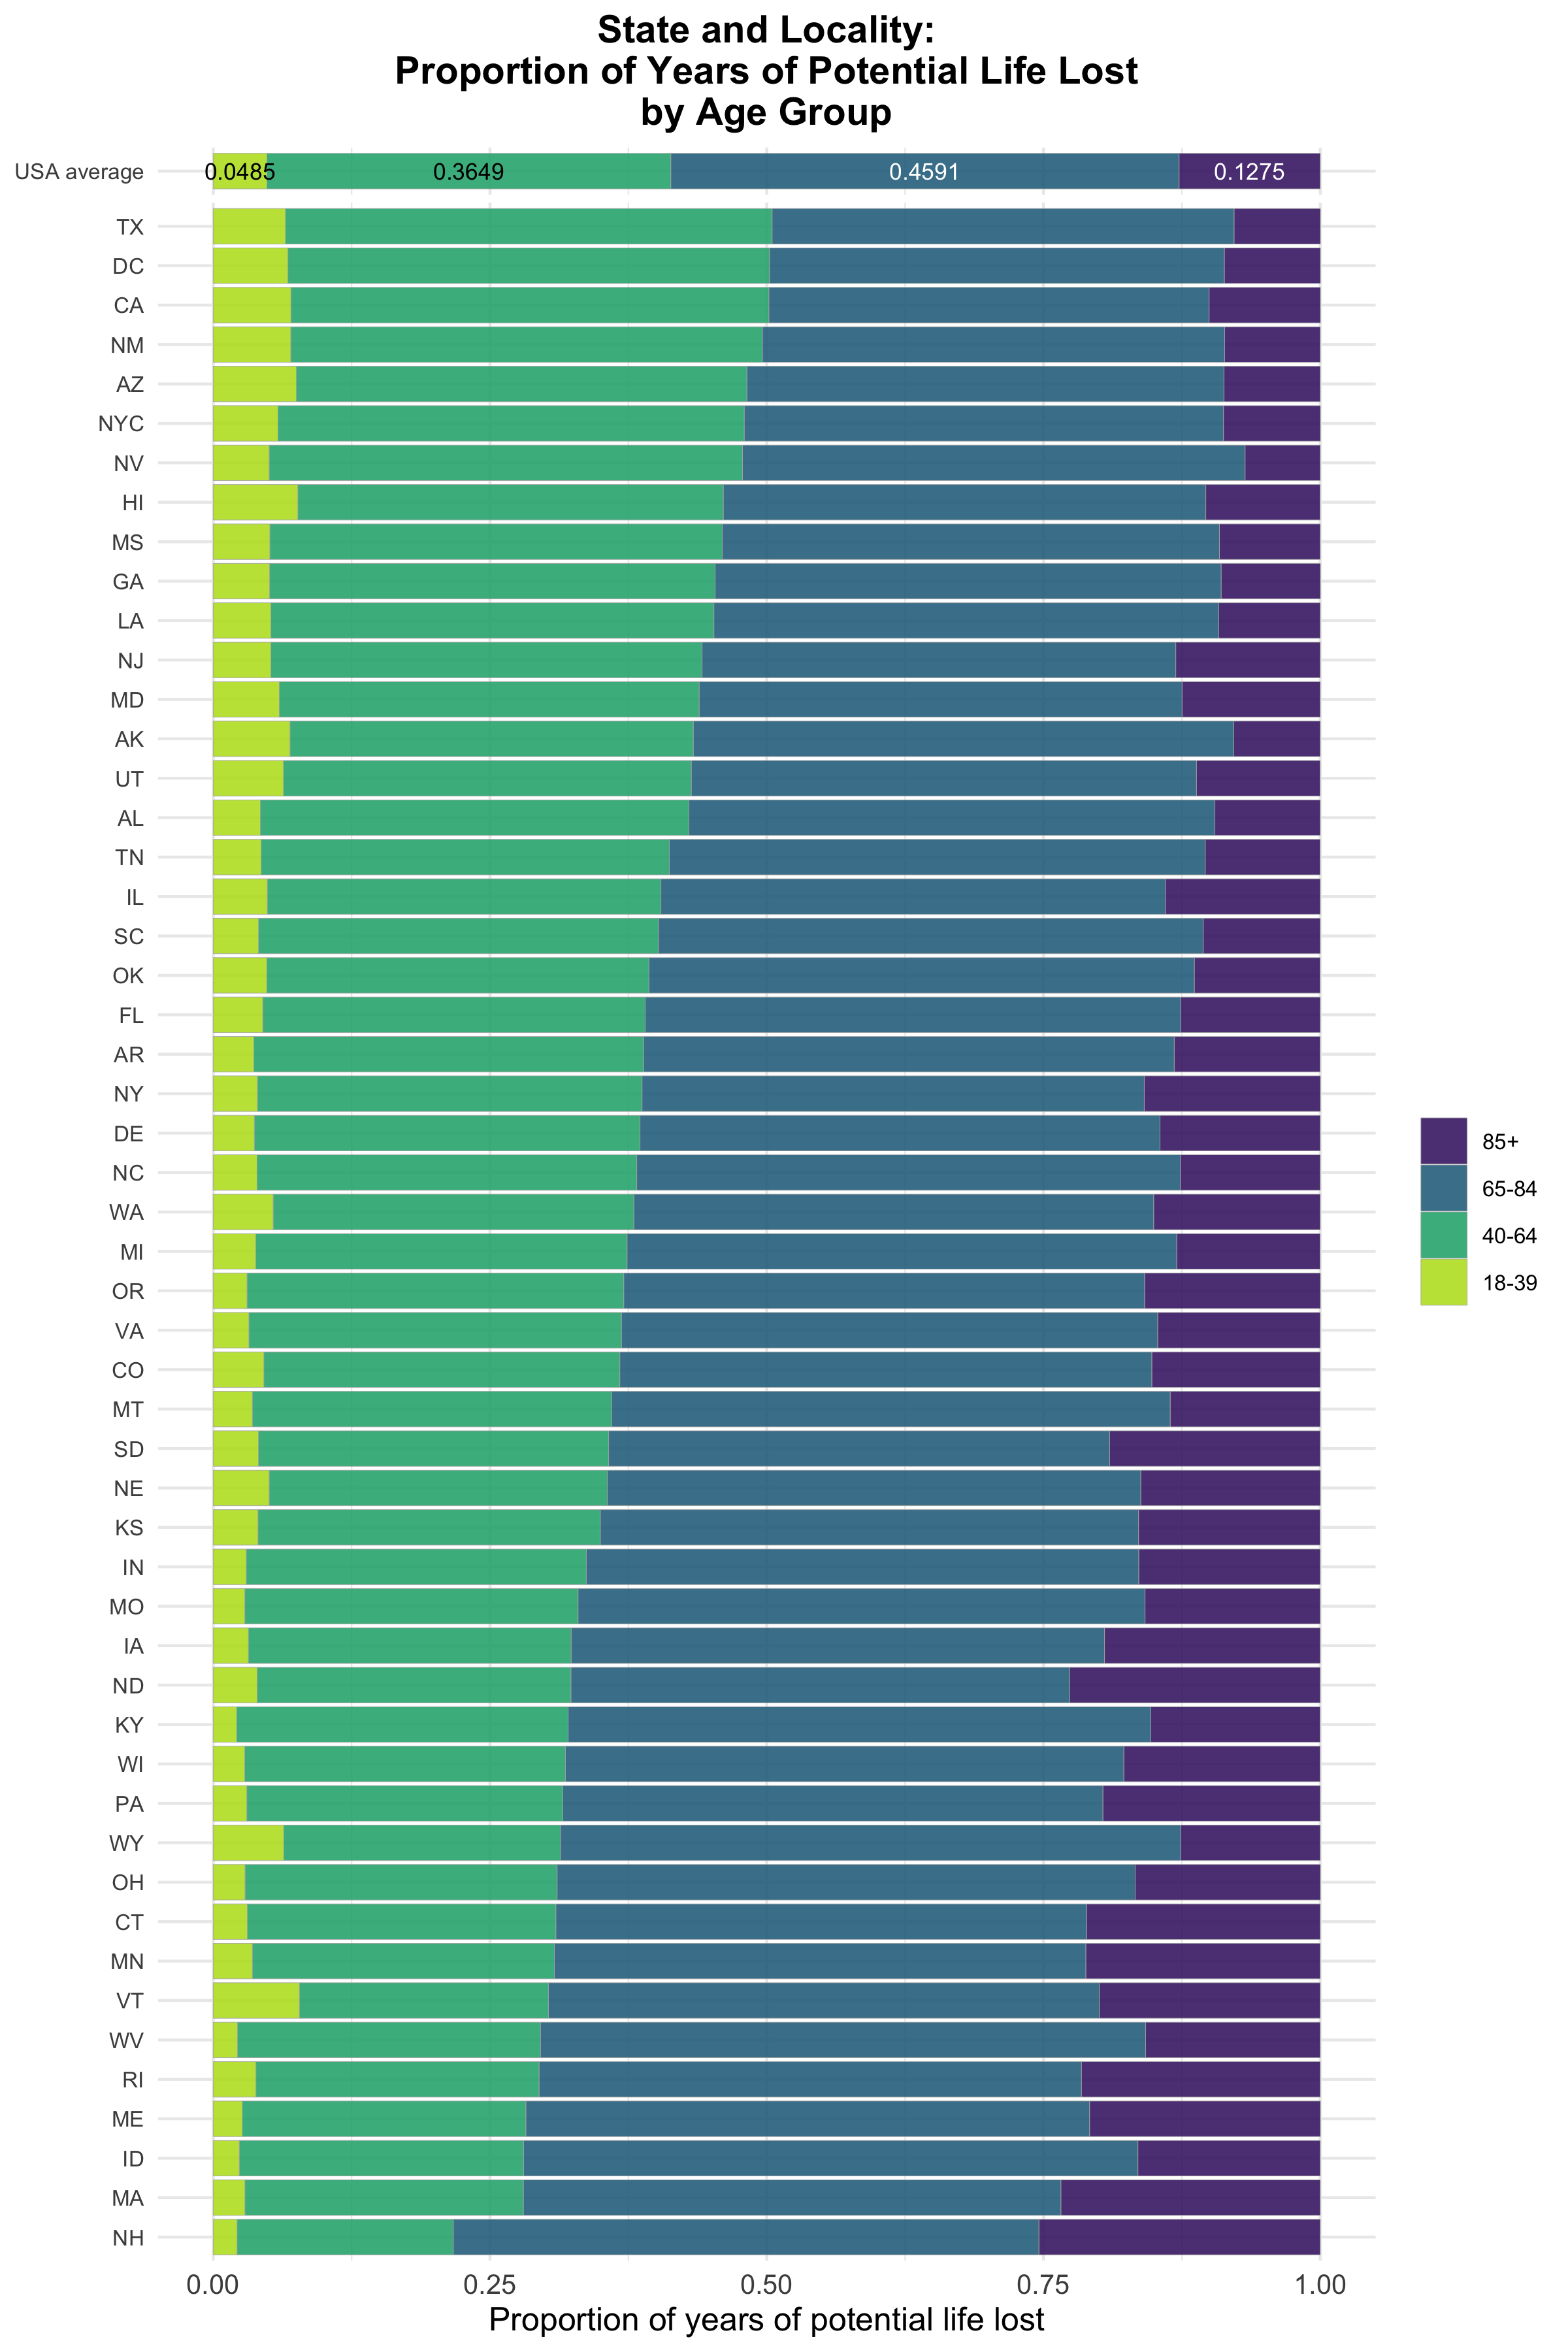 State and Locality:
Proportion of Years of Potential Life Lost
by Age Group
USA average 0.0485 0.3649 0.4591 0.1275
TX
DC
CA
NM
AZ
NYC
NV
HI
MS
GA
LA
NJ
MD
AK
UT
AL
TN
IL
SC
OK
FL
AR
NY
DE
NC
WA
MI
OR
VA
CO
MT
SD
NE
KS
IN
MO
IA
ND
KY
WI
PA
WY
OH
CT
MN
VT
WV
RI
ME
ID
MA
NH
0.00 0.25 0.50 0.75 1.00
Proportion of years of potential life lost
85+
65-84
40-64
18-39